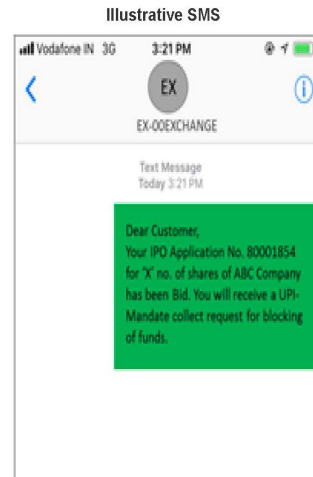 Illustrative SMS
Vodafone IN 3G 3:21 PM
EX
EX-00EXCHANGE
Text Message
Today 3:21 PM
Dear Customer,
Your IPO Application No. 80001854
for 'X' no. of shares of ABC Company
has been Bid. You will receive a UPI-
Mandate collect request for blocking
of funds.